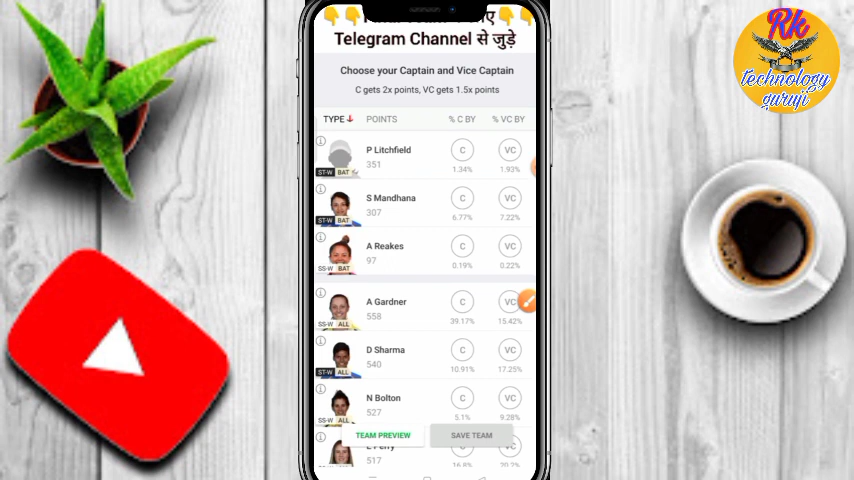 Telegram Channel से जुड़े
Choose your Captain and Vice Captain
C gets 2x points, VC gets 1.5x points
TYPE POINTS % C BY % VC BY
P Litchfield
351
C VC
1.34% 1.93%
ST-W BAT
S Mandhana
307
C VC
6.77% 7.22%
ST-W BAT
A Reakes
97
C VC
0.19% 0.22%
SS-W BAT
A Gardner
558
C VC
39.17% 15.42%
SS-W ALL
D Sharma
540
C VC
10.91% 17.25%
ST-W ALL
N Bolton
527
C VC
5.1% 9.28%
SS-W ALL
TEAM PREVIEW SAVE TEAM
517
16.8% 20.2%
Rk
technology
guruji